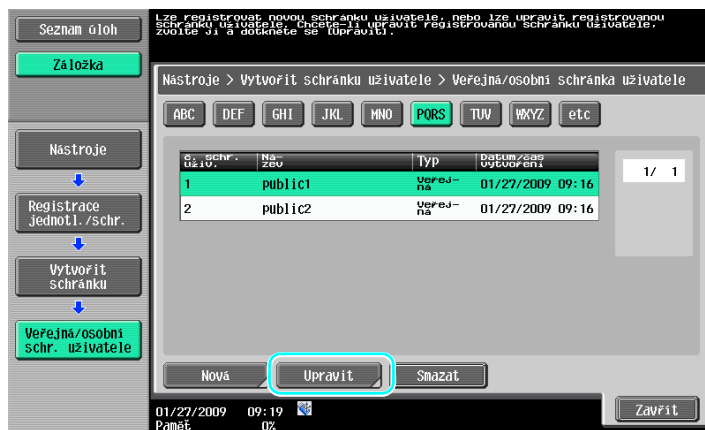 Seznam úloh
Záložka
Lze registrovat novou schránku uživatele, nebo lze upravit registrovanou
schránku uživatele. Chcete-li upravit registrovanou schránku uživatele,
zvolte ji a dotkněte se [Upravit].
Nástroje > Vytvořit schránku uživatele > Veřejná/osobní schránka uživatele
ABC DEF GHI JKL MNO PQRS TUV WXYZ etc
Nástroje
Registrace
jednotl./schr.
Vytvořit
schránku
Veřejná/osobní
schr. uživatele
č. schr.
uživ.
Ná-
zev
Typ
Datum/čas
vytvoření
1 public1 Veřej-
ná 01/27/2009 09:16
2 public2 Veřej-
ná 01/27/2009 09:16
1/ 1
Nová Upravit Smazat
01/27/2009 09:19
Paměť 0%
Zavřít